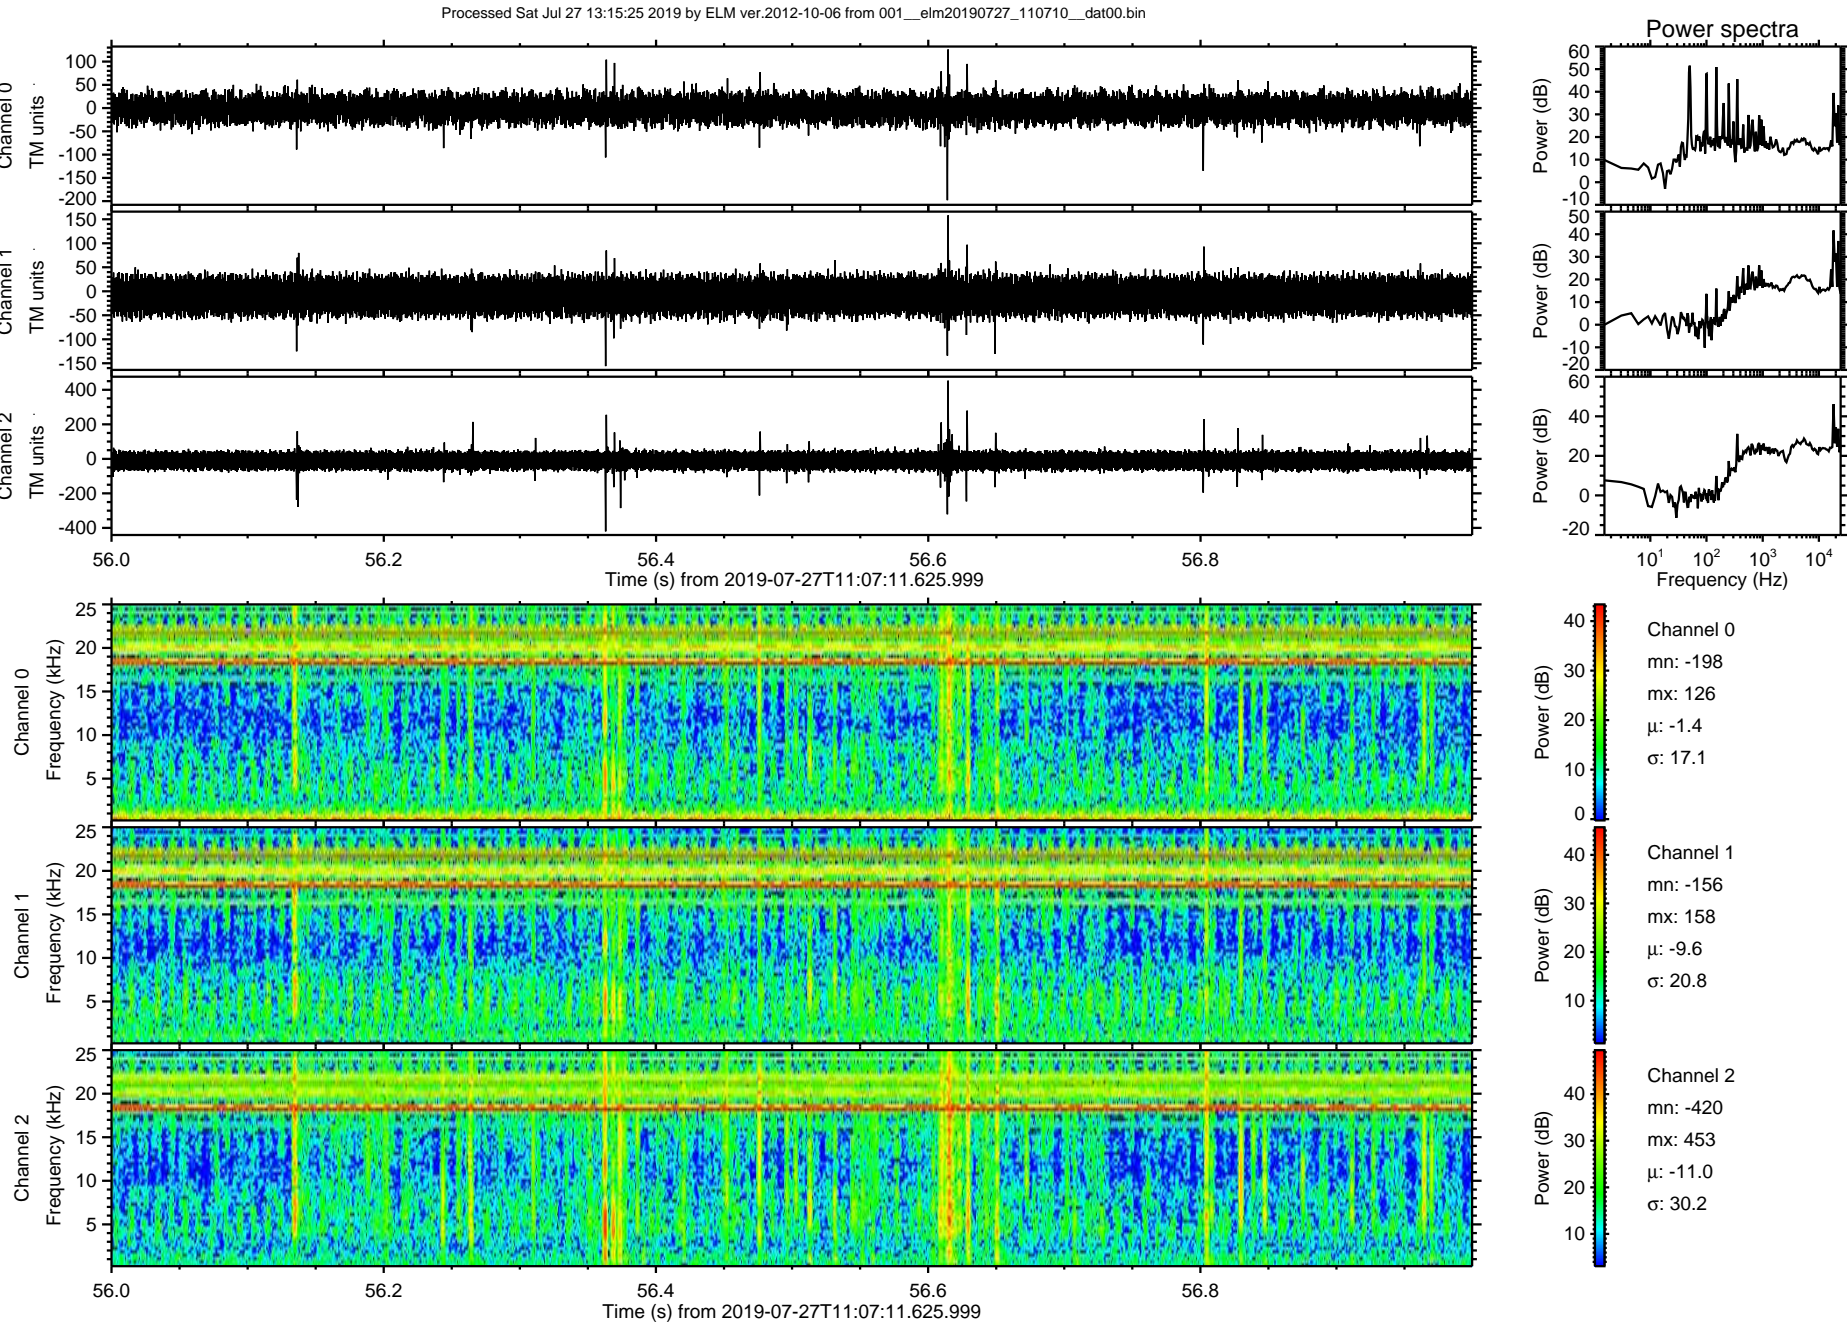 Processed Sat Jul 27 13:15:25 2019 by ELM ver.2012-10-06 from 001__elm20190727_110710__dat00.bin
Power spectra
Channel 0
TM units
100
50
0
-50
-100
-150
-200
Power (dB)
60
50
40
30
20
10
0
-10
Channel 1
TM units
150
100
50
0
-50
-100
-150
Power (dB)
50
40
30
20
10
0
-10
-20
Channel 2
TM units
400
200
0
-200
-400
Power (dB)
60
40
20
0
-20
56.0 56.2 56.4 56.6 56.8
Time (s) from 2019-07-27T11:07:11.625.999
10^1 10^2 10^3 10^4
Frequency (Hz)
Channel 0
Frequency (kHz)
25
20
15
10
5
Power (dB)
40
30
20
10
0
Channel 0
mn: -198
mx: 126
μ: -1.4
σ: 17.1
Channel 1
Frequency (kHz)
25
20
15
10
5
Power (dB)
40
30
20
10
Channel 1
mn: -156
mx: 158
μ: -9.6
σ: 20.8
Channel 2
Frequency (kHz)
25
20
15
10
5
Power (dB)
40
30
20
10
Channel 2
mn: -420
mx: 453
μ: -11.0
σ: 30.2
56.0 56.2 56.4 56.6 56.8
Time (s) from 2019-07-27T11:07:11.625.999